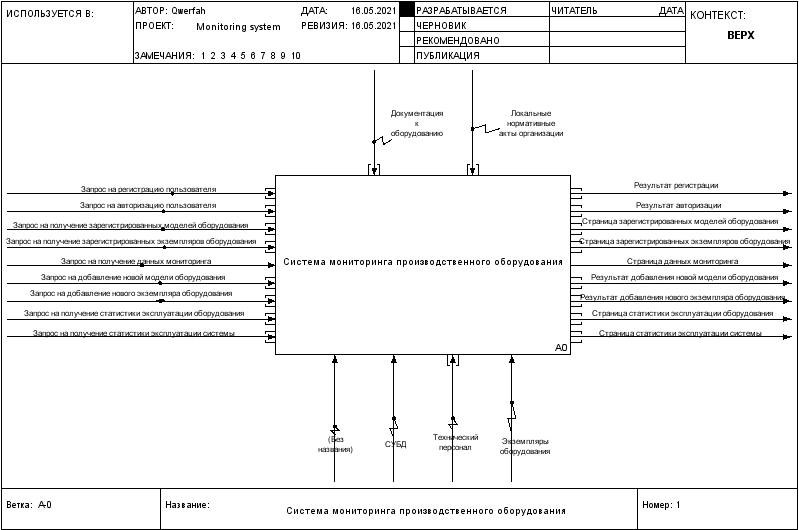 ИСПОЛЬЗУЕТСЯ В:
АВТОР: Qwerfah
ДАТА: 16.05.2021
ПРОЕКТ: Monitoring system
РЕВИЗИЯ: 16.05.2021
ЗАМЕЧАНИЯ: 1 2 3 4 5 6 7 8 9 10
РАЗРАБАТЫВАЕТСЯ
ЧЕРНОВИК
РЕКОМЕНДОВАНО
ПУБЛИКАЦИЯ
ЧИТАТЕЛЬ
ДАТА
КОНТЕКСТ:
ВЕРХ
Документация
к
оборудованию
Локальные
нормативные
акты организации
Запрос на регистрацию пользователя
Запрос на авторизацию пользователя
Запрос на получение зарегистрированных моделей оборудования
Запрос на получение зарегистрированных экземпляров оборудования
Запрос на получение данных мониторинга
Запрос на добавление новой модели оборудования
Запрос на добавление нового экземпляра оборудования
Запрос на получение статистики эксплуатации оборудования
Запрос на получение статистики эксплуатации системы
Система мониторинга производственного оборудования
A0
Результат регистрации
Результат авторизации
Страница зарегистрированных моделей оборудования
Страница зарегистрированных экземпляров оборудования
Страница данных мониторинга
Результат добавления новой модели оборудования
Результат добавления нового экземпляра оборудования
Страница статистики эксплуатации оборудования
Страница статистики эксплуатации системы
(Без
названия)
СУБД
Технический
персонал
Экземпляры
оборудования
Ветка: A-0
Название:
Система мониторинга производственного оборудования
Номер: 1